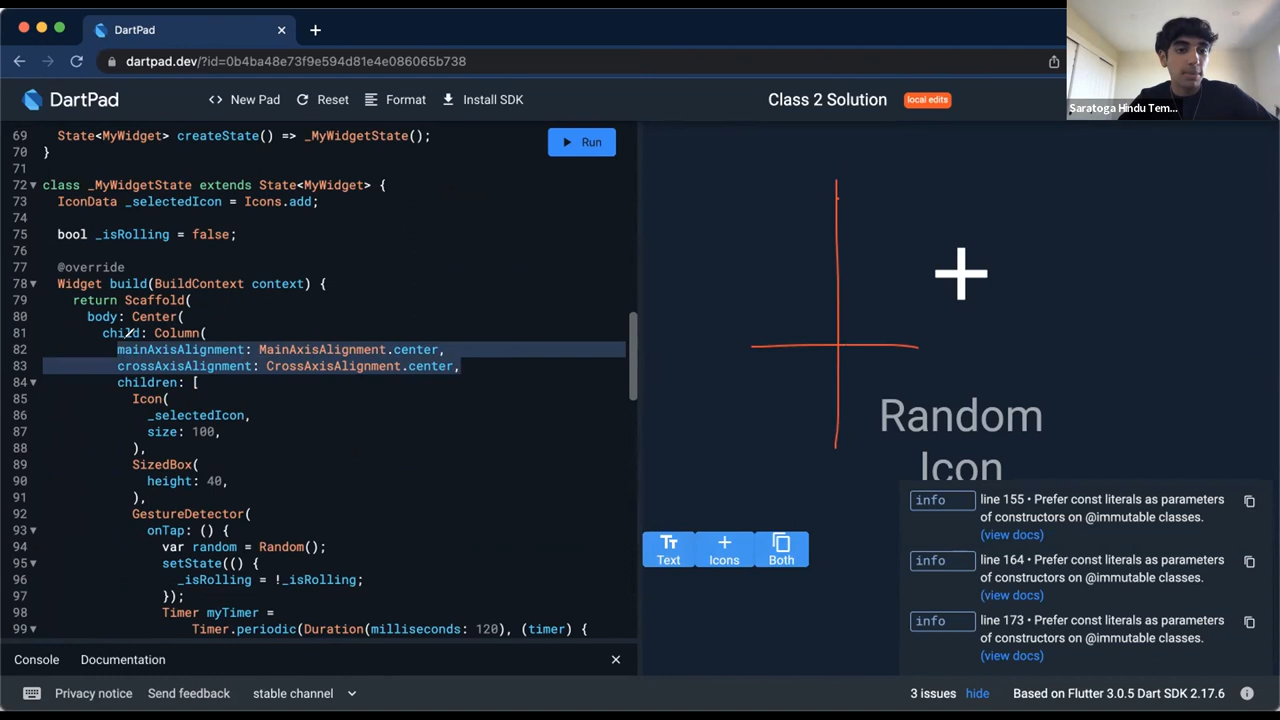 DartPad
dartpad.dev/?id=0b4ba48e73f9e594d81e4e086065b738
Saratoga Hindu Tem...
DartPad
<> New Pad
Reset
Format
Install SDK
Class 2 Solution
local edits
Run
69 State<MyWidget> createState() => _MyWidgetState();
70 }
71
72 class _MyWidgetState extends State<MyWidget> {
73 IconData _selectedIcon = Icons.add;
74
75 bool _isRolling = false;
76
77 @override
78 Widget build(BuildContext context) {
79 return Scaffold(
80 body: Center(
81 child: Column(
82 mainAxisAlignment: MainAxisAlignment.center,
83 crossAxisAlignment: CrossAxisAlignment.center,
84 children: [
85 Icon(
86 _selectedIcon,
87 size: 100,
88 ),
89 SizedBox(
90 height: 40,
91 ),
92 GestureDetector(
93 onTap: () {
94 var random = Random();
95 setState(() {
96 _isRolling = !_isRolling;
97 });
98 Timer myTimer =
99 Timer.periodic(Duration(milliseconds: 120), (timer) {
Random
Icon
Text
Icons
Both
info line 155 • Prefer const literals as parameters
of constructors on @immutable classes.
(view docs)
info line 164 • Prefer const literals as parameters
of constructors on @immutable classes.
(view docs)
info line 173 • Prefer const literals as parameters
of constructors on @immutable classes.
(view docs)
Console
Documentation
Privacy notice
Send feedback
stable channel
3 issues hide
Based on Flutter 3.0.5 Dart SDK 2.17.6